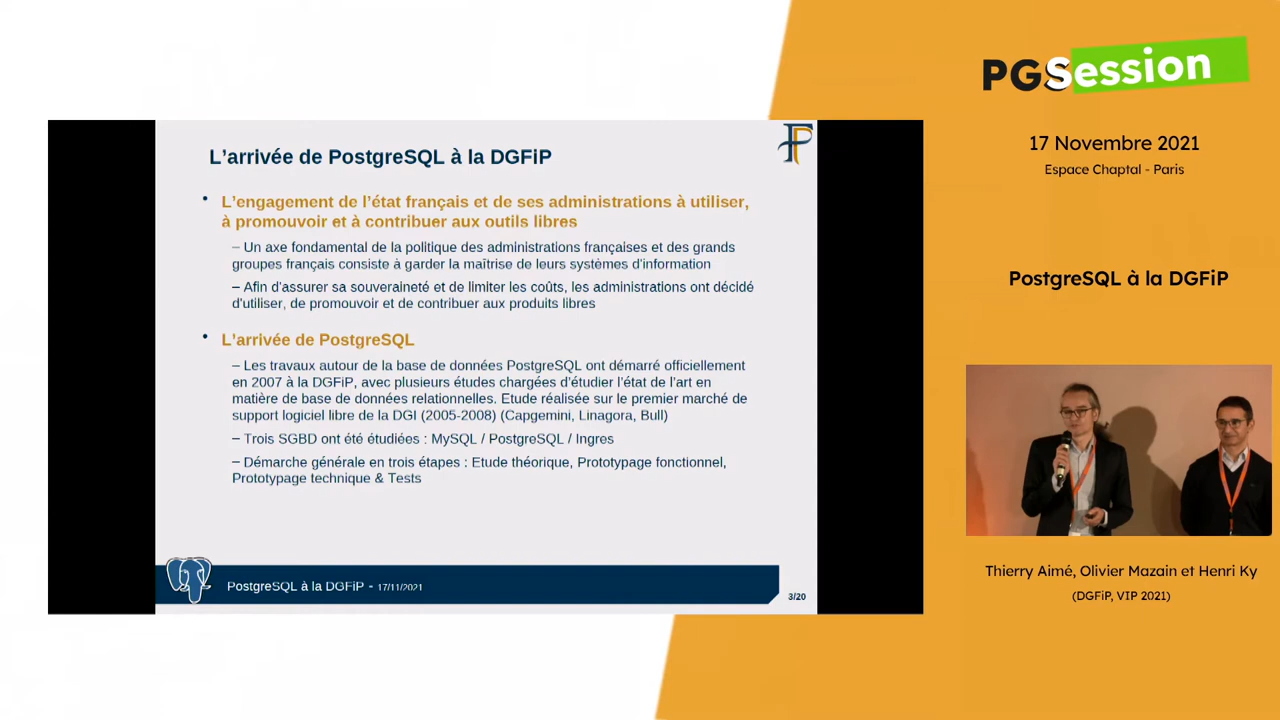 L'arrivée de PostgreSQL à la DGFiP
• L'engagement de l'état français et de ses administrations à utiliser,
à promouvoir et à contribuer aux outils libres
– Un axe fondamental de la politique des administrations françaises et des grands
groupes français consiste à garder la maîtrise de leurs systèmes d'information
– Afin d'assurer sa souveraineté et de limiter les coûts, les administrations ont décidé
d'utiliser, de promouvoir et de contribuer aux produits libres
• L'arrivée de PostgreSQL
– Les travaux autour de la base de données PostgreSQL ont démarré officiellement
en 2007 à la DGFiP, avec plusieurs études chargées d'étudier l'état de l'art en
matière de base de données relationnelles. Etude réalisée sur le premier marché de
support logiciel libre de la DGI (2005-2008) (Capgemini, Linagora, Bull)
– Trois SGBD ont été étudiées : MySQL / PostgreSQL / Ingres
– Démarche générale en trois étapes : Etude théorique, Prototypage fonctionnel,
Prototypage technique & Tests
PostgreSQL à la DGFiP - 17/11/2021
3/20
PGSession
17 Novembre 2021
Espace Chaptal - Paris
PostgreSQL à la DGFiP
Thierry Aimé, Olivier Mazain et Henri Ky
(DGFiP, VIP 2021)